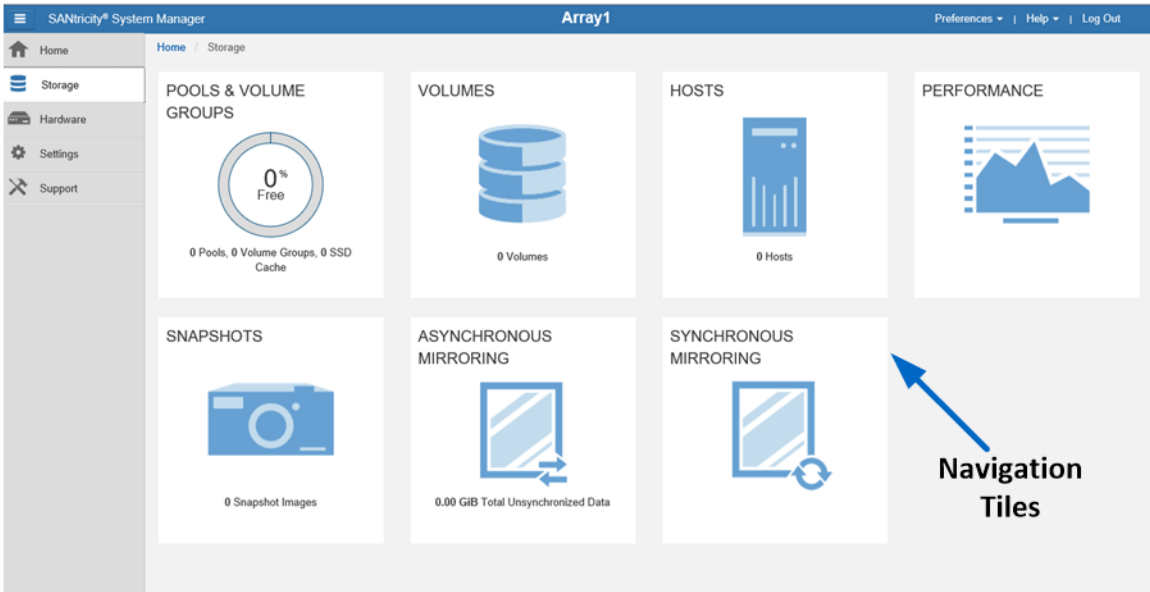 SANtricity® System Manager
Array1
Preferences | Help | Log Out
Home
Storage
Hardware
Settings
Support
Home / Storage
POOLS & VOLUME
GROUPS
0%
Free
0 Pools, 0 Volume Groups, 0 SSD
Cache
VOLUMES
0 Volumes
HOSTS
0 Hosts
PERFORMANCE
SNAPSHOTS
0 Snapshot Images
ASYNCHRONOUS
MIRRORING
0.00 GiB Total Unsynchronized Data
SYNCHRONOUS
MIRRORING
Navigation
Tiles